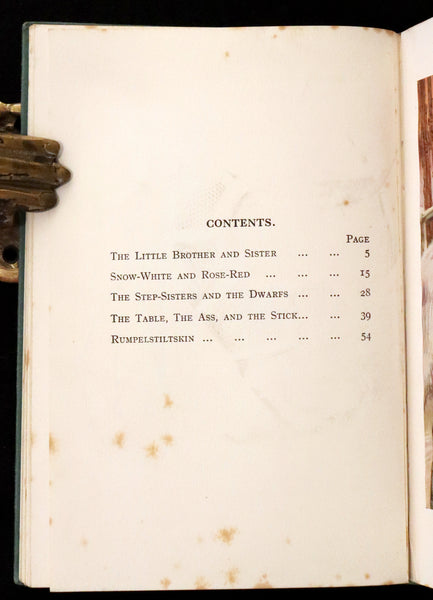 CONTENTS.
PAGE
THE LITTLE BROTHER AND SISTER ... ... 5
SNOW-WHITE AND ROSE-RED ... ... ... 15
THE STEP-SISTERS AND THE DWARFS ... ... 28
THE TABLE, THE ASS, AND THE STICK... ... 39
RUMPELSTILTSKIN ... ... ... ... ... 54